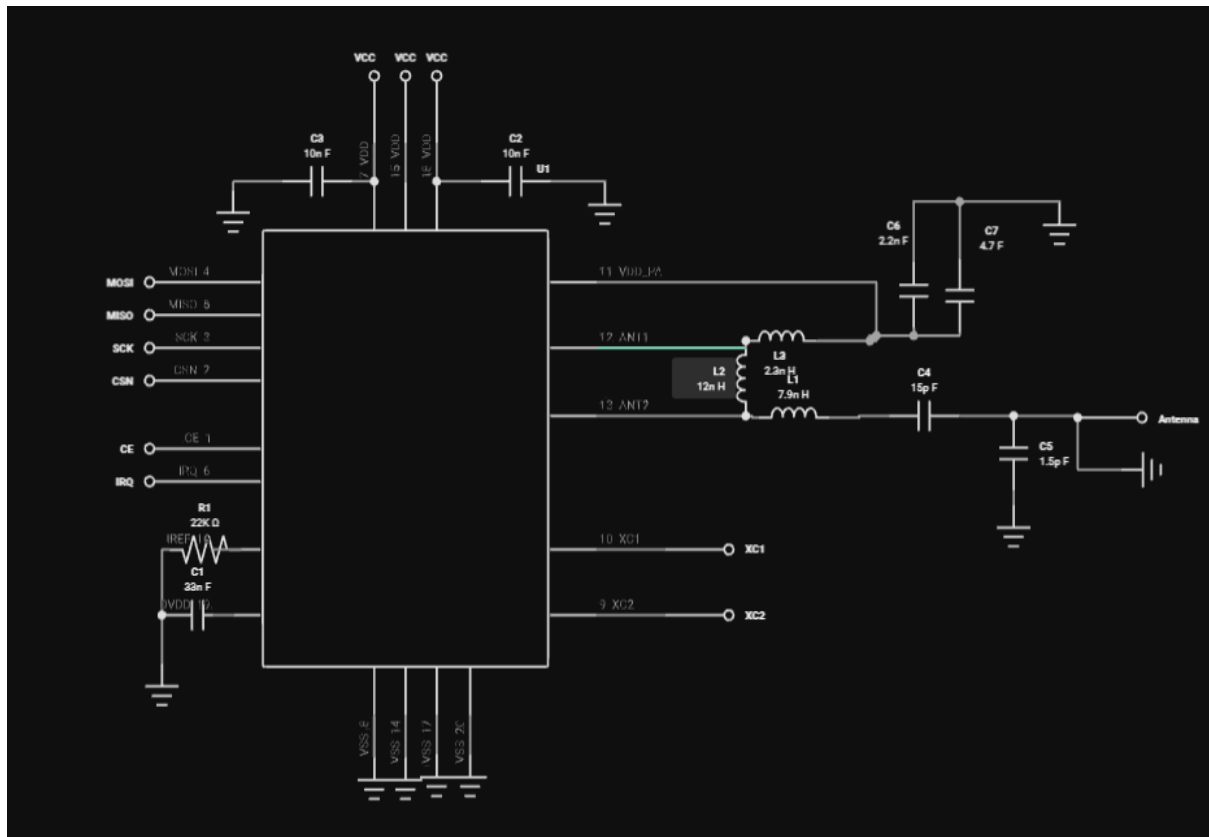 VCC VCC VCC
C3
10n F
C2
10n F
U1
7 VDD
15 VDD
18 VDD
C6
2.2n F
C7
4.7 F
MOSI
MOSI 4
MISO
MISO 5
SCK
SCK 3
CSN
CSN 2
CE
CE 1
IRQ
IRQ 6
11 VDD_PA
12 ANT1
L2
12n H
L3
2.3n H
L1
7.9n H
13 ANT2
C4
15p F
Antenna
C5
1.5p F
R1
22K Ω
C1
33n F
10 XC1
XC1
9 XC2
XC2
VSS 8
VSS 14
VSS 17
VSS 20